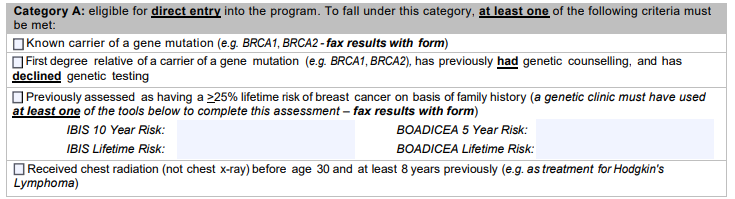 Category A: eligible for direct entry into the program. To fall under this category, at least one of the following criteria must
be met:
Known carrier of a gene mutation (e.g. BRCA1, BRCA2 - fax results with form)
First degree relative of a carrier of a gene mutation (e.g. BRCA1, BRCA2), has previously had genetic counselling, and has
declined genetic testing
Previously assessed as having a ≥25% lifetime risk of breast cancer on basis of family history (a genetic clinic must have used
at least one of the tools below to complete this assessment – fax results with form)
IBIS 10 Year Risk: BOADICEA 5 Year Risk:
IBIS Lifetime Risk: BOADICEA Lifetime Risk:
Received chest radiation (not chest x-ray) before age 30 and at least 8 years previously (e.g. as treatment for Hodgkin's
Lymphoma)